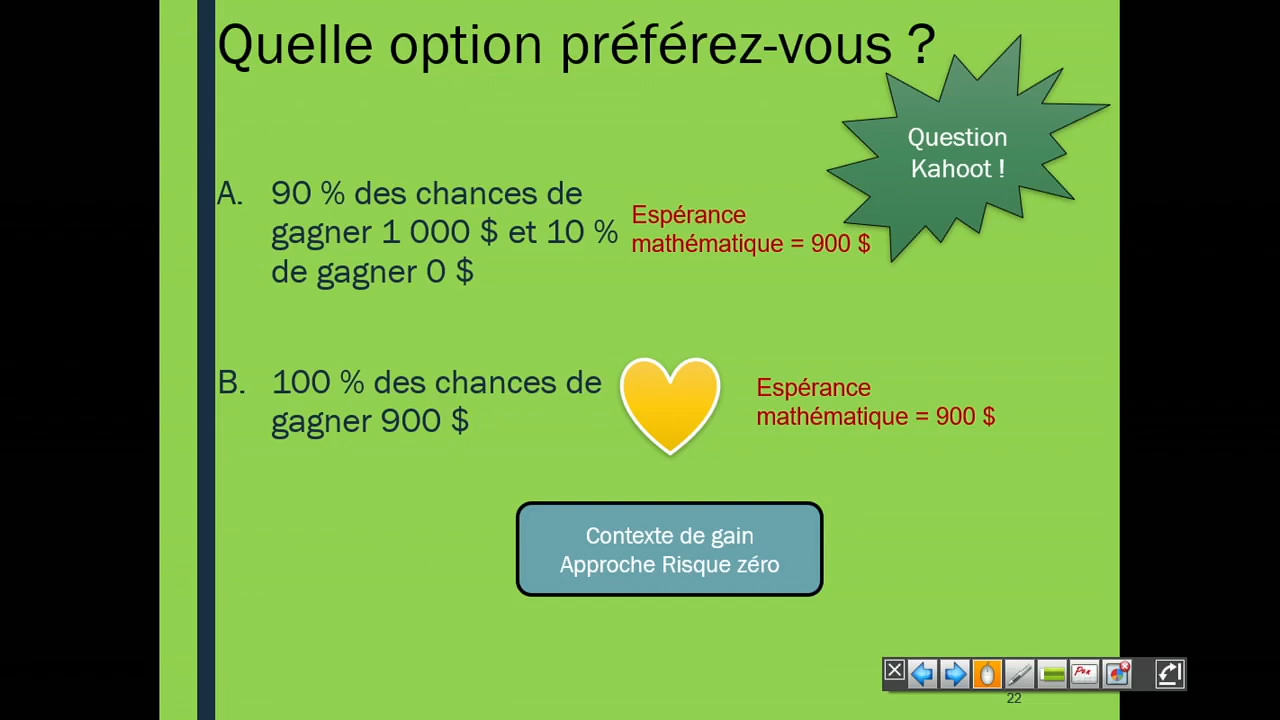 Quelle option préférez-vous ?
Question
Kahoot !
A. 90 % des chances de
gagner 1 000 $ et 10 %
de gagner 0 $
Espérance
mathématique = 900 $
B. 100 % des chances de
gagner 900 $
Espérance
mathématique = 900 $
Contexte de gain
Approche Risque zéro
Pen
22